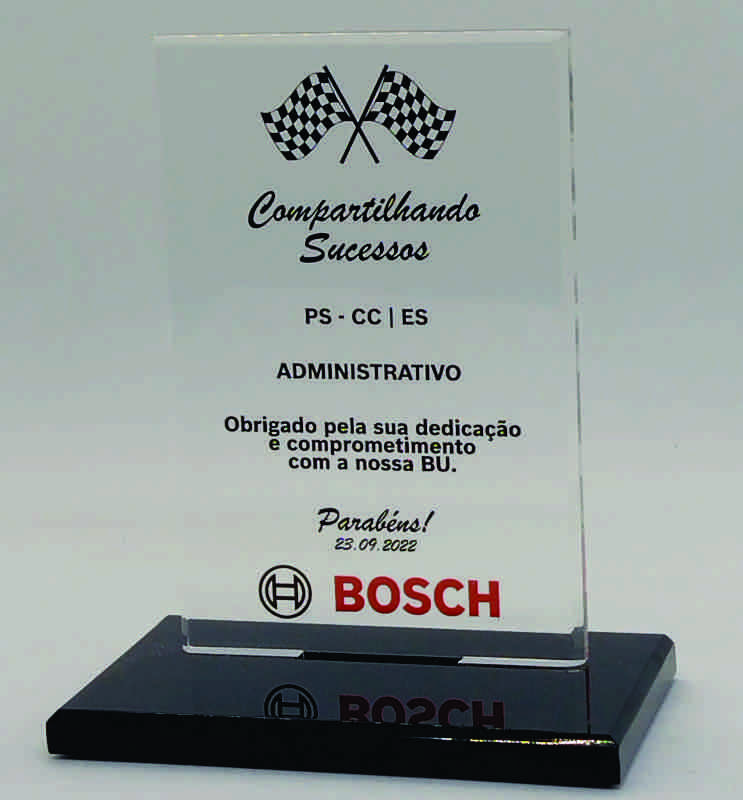 Compartilhando
Sucessos
PS - CC | ES
ADMINISTRATIVO
Obrigado pela sua dedicação
e comprometimento
com a nossa BU.
Parabéns!
23.09.2022
BOSCH
BOSCH